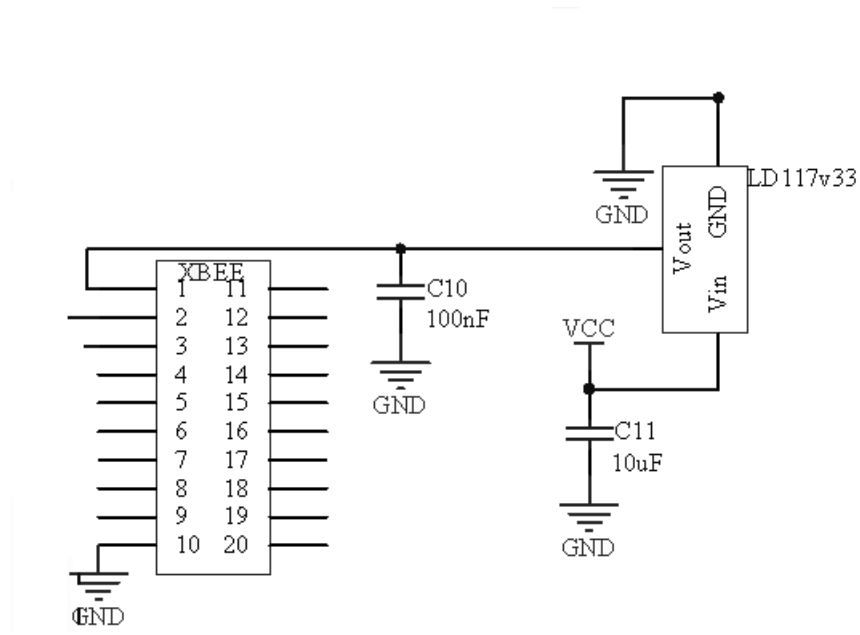 LD117v33
GND
GND
Vout
Vin
XBEE
1 11
2 12
3 13
4 14
5 15
6 16
7 17
8 18
9 19
10 20
C10
100nF
GND
VCC
C11
10uF
GND
GND